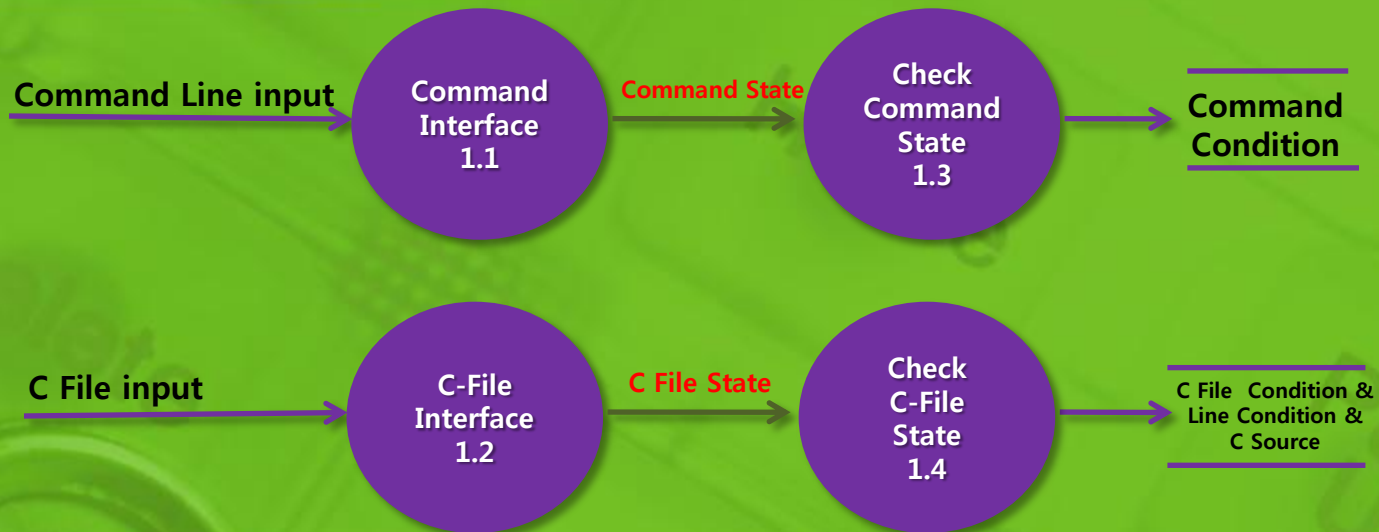 Command Line input
Command
Interface
1.1
Command State
Check
Command
State
1.3
Command
Condition
C File input
C-File
Interface
1.2
C File State
Check
C-File
State
1.4
C File Condition &
Line Condition &
C Source